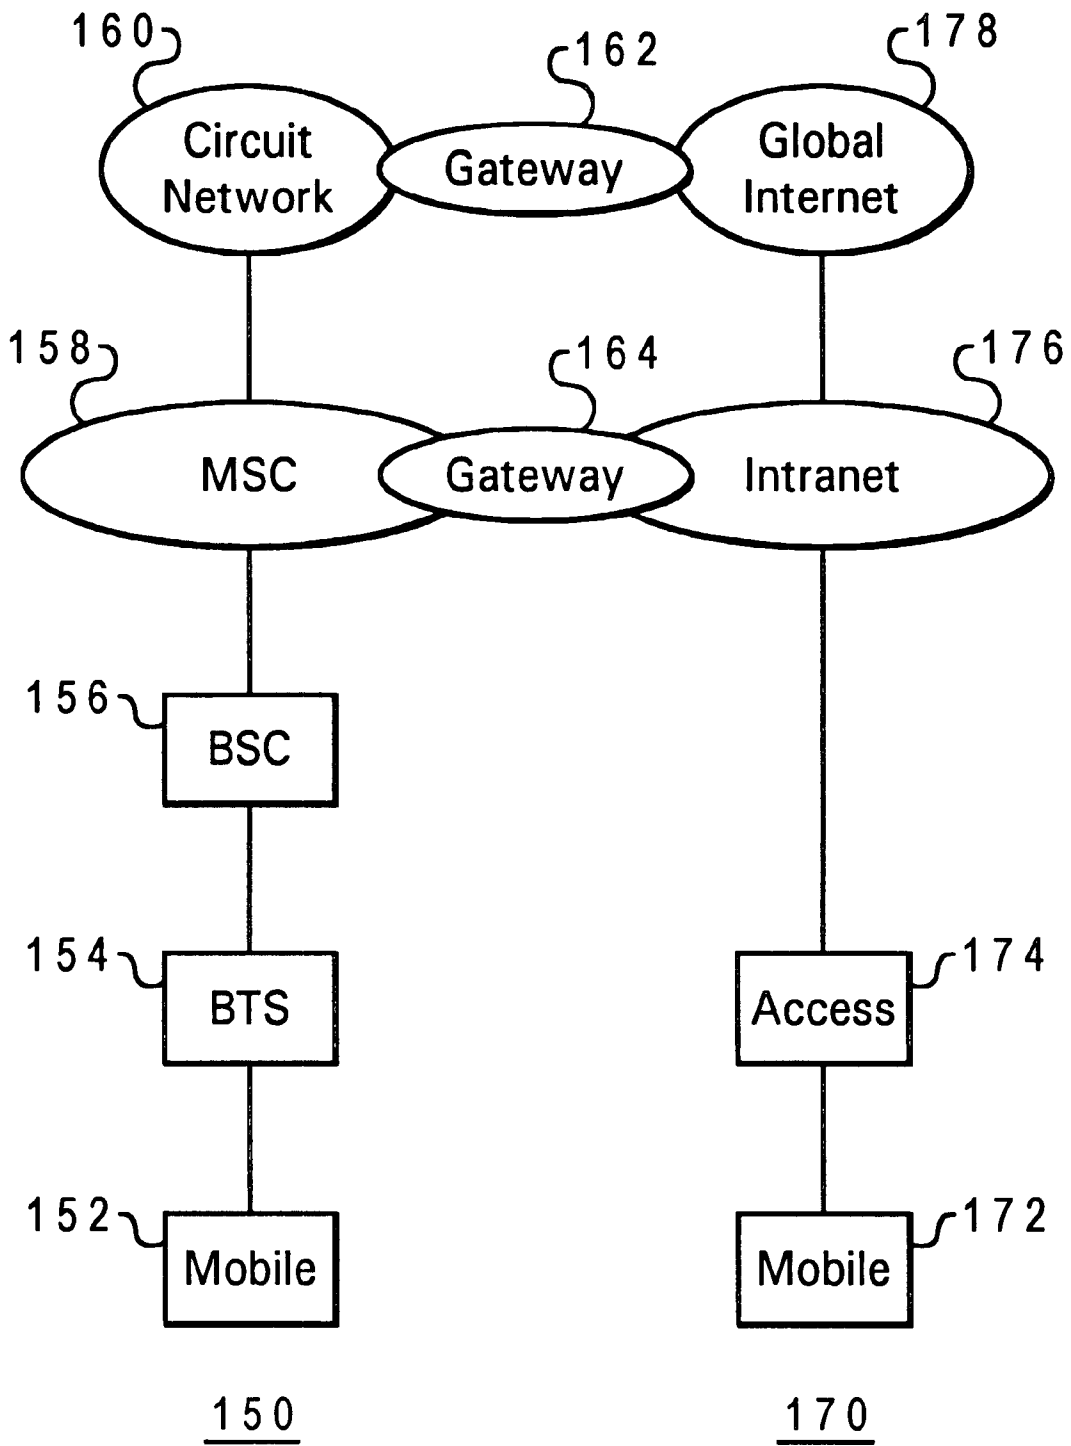 160
162
178
Circuit
Network
Gateway
Global
Internet
158
164
176
MSC
Gateway
Intranet
156
BSC
154
BTS
174
Access
152
Mobile
172
Mobile
150
170